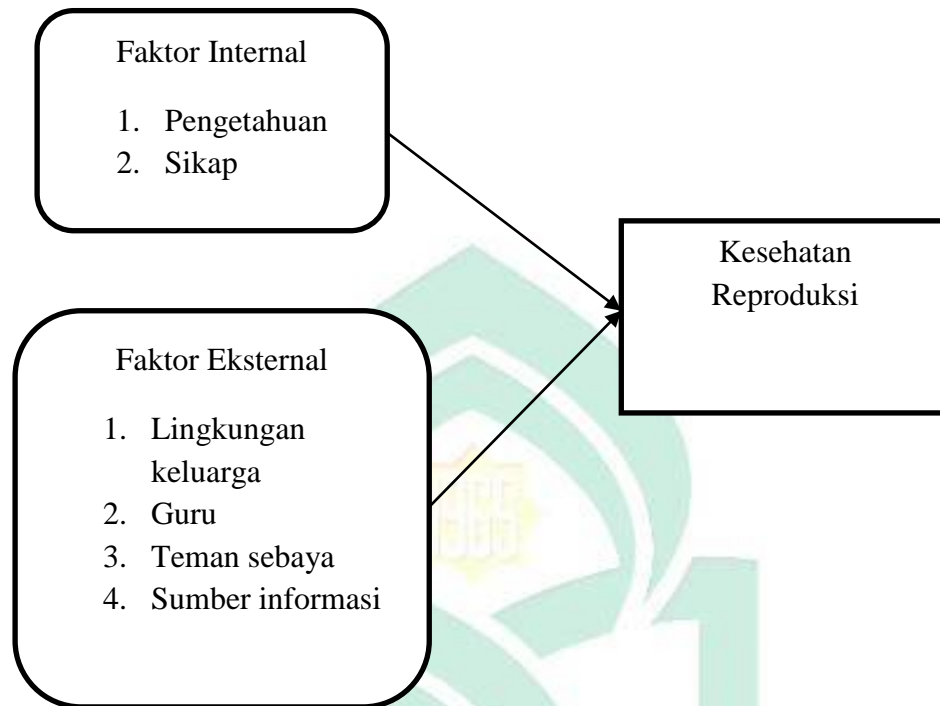 Faktor Internal
1. Pengetahuan
2. Sikap
Kesehatan
Reproduksi
Faktor Eksternal
1. Lingkungan
keluarga
2. Guru
3. Teman sebaya
4. Sumber informasi